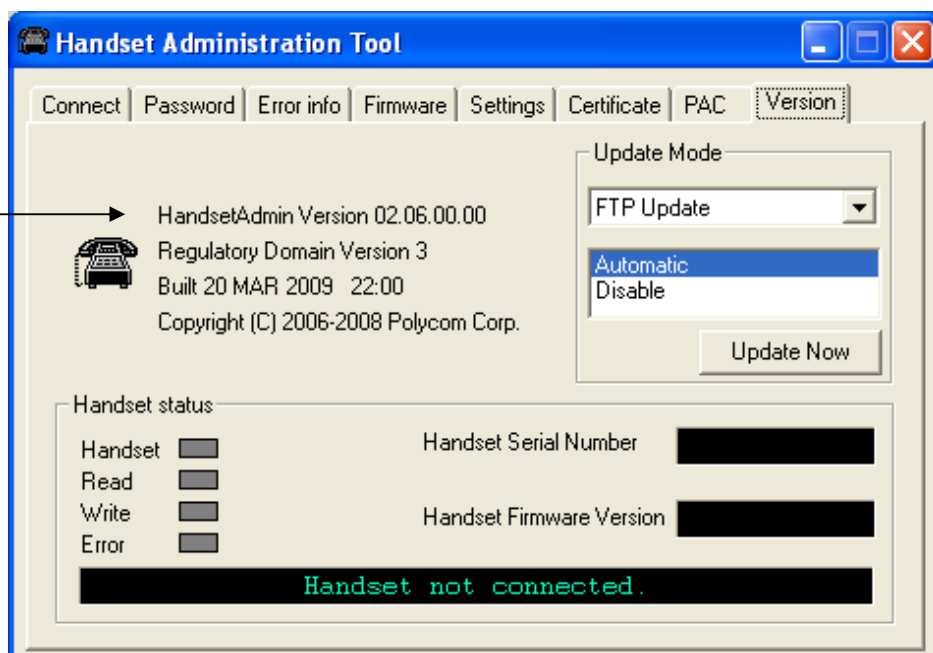 Handset Administration Tool
Connect Password Error info Firmware Settings Certificate PAC Version
HandsetAdmin Version 02.06.00.00
Regulatory Domain Version 3
Built 20 MAR 2009 22:00
Copyright (C) 2006-2008 Polycom Corp.
Update Mode
FTP Update
Automatic
Disable
Update Now
Handset status
Handset
Read
Write
Error
Handset Serial Number
Handset Firmware Version
Handset not connected.